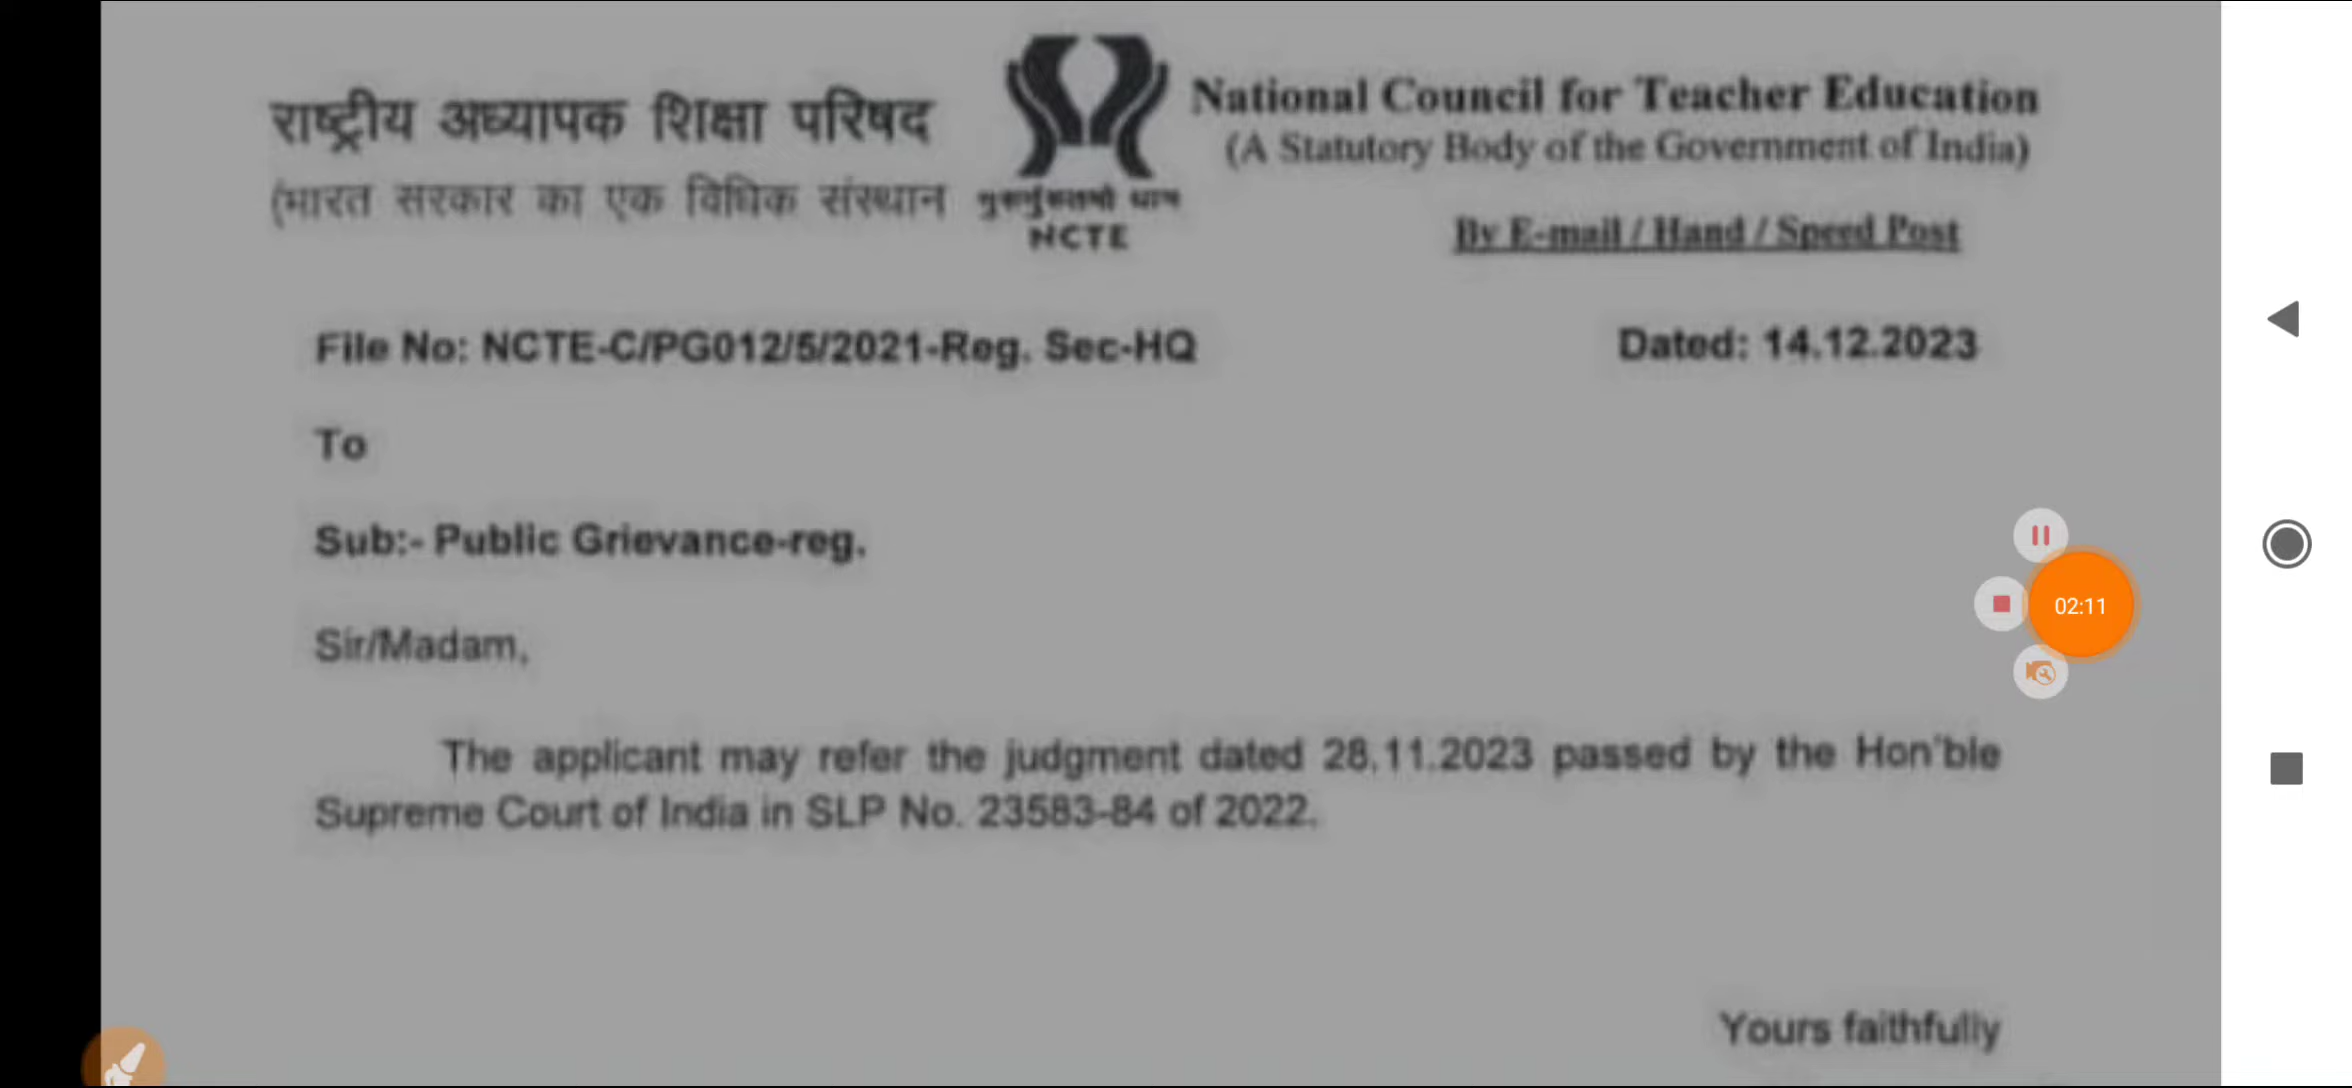 राष्ट्रीय अध्यापक शिक्षा परिषद
(भारत सरकार का एक विधिक संस्थान
NCTE
National Council for Teacher Education
(A Statutory Body of the Government of India)
By E-mail / Hand / Speed Post
File No: NCTE-C/PG012/5/2021-Reg. Sec-HQ
Dated: 14.12.2023
To
Sub:- Public Grievance-reg.
Sir/Madam,
The applicant may refer the judgment dated 28.11.2023 passed by the Hon'ble
Supreme Court of India in SLP No. 23583-84 of 2022.
02:11
Yours faithfully